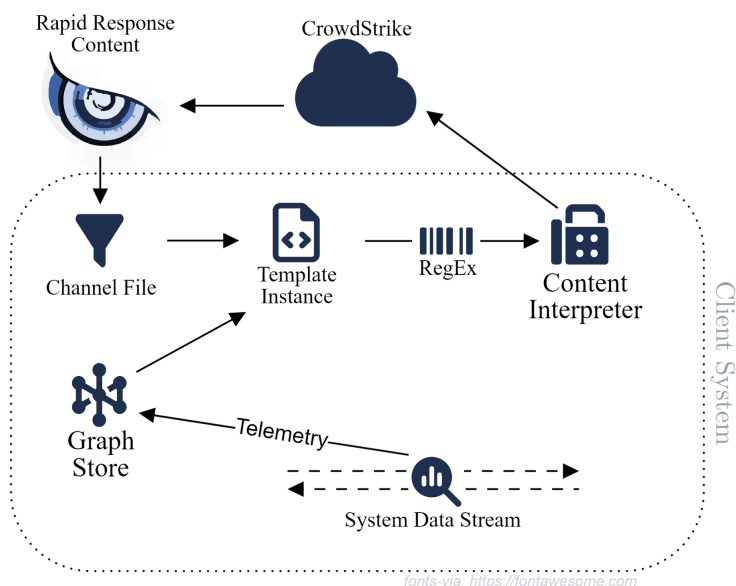 Rapid Response
Content
CrowdStrike
Channel File
Template
Instance
RegEx
Content
Interpreter
Client System
Graph
Store
Telemetry
System Data Stream
fonts-via: https://fontawesome.com